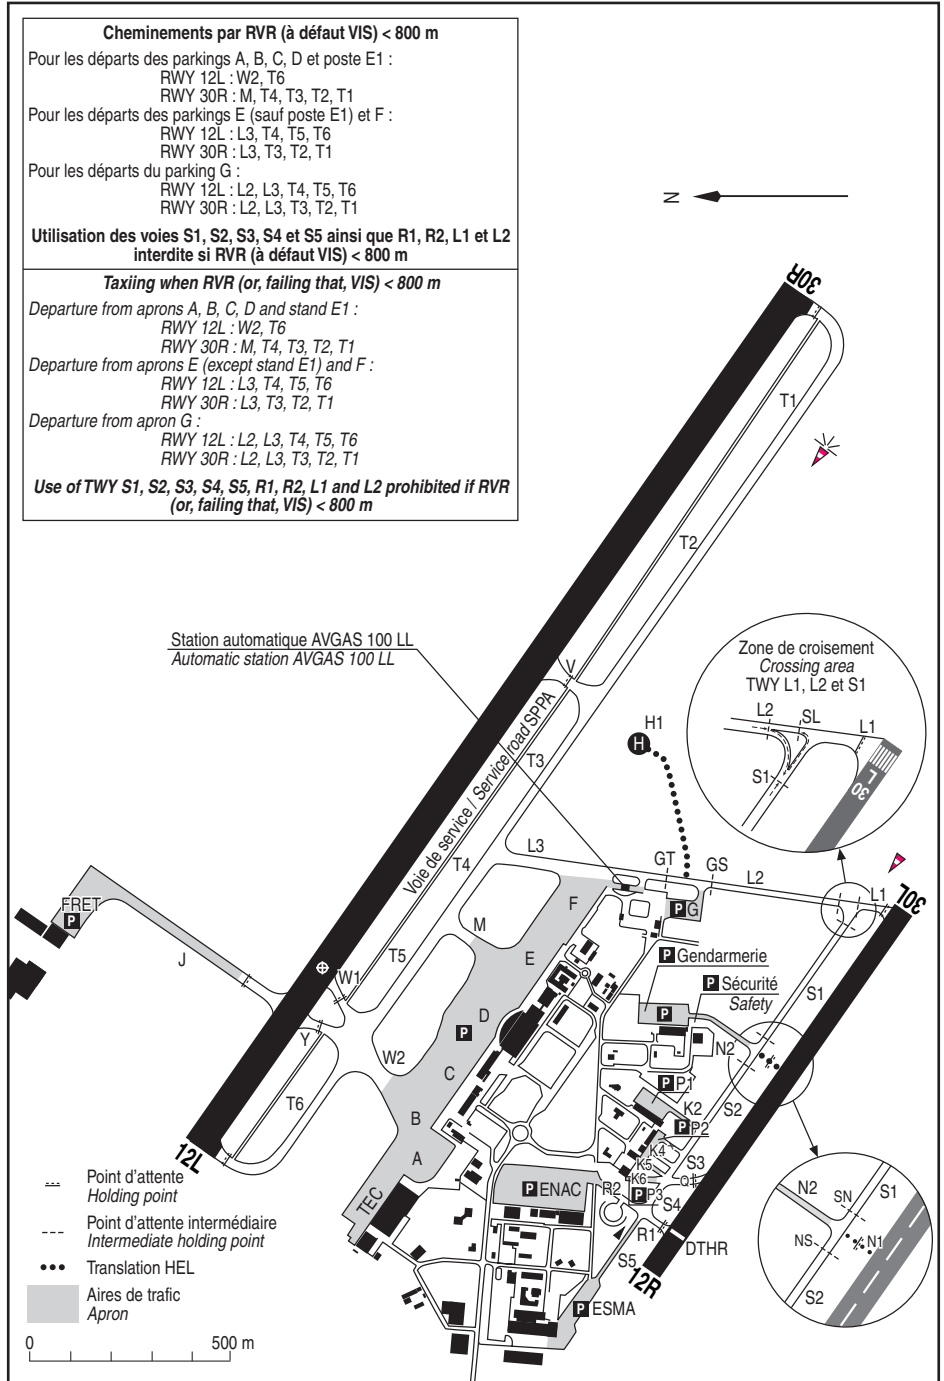 Cheminements par RVR (à défaut VIS) < 800 m
Pour les départs des parkings A, B, C, D et poste E1 :
RWY 12L : W2, T6
RWY 30R : M, T4, T3, T2, T1
Pour les départs des parkings E (sauf poste E1) et F :
RWY 12L : L3, T4, T5, T6
RWY 30R : L3, T3, T2, T1
Pour les départs du parking G :
RWY 12L : L2, L3, T4, T5, T6
RWY 30R : L2, L3, T3, T2, T1
Utilisation des voies S1, S2, S3, S4 et S5 ainsi que R1, R2, L1 et L2
interdite si RVR (à défaut VIS) < 800 m
Taxiing when RVR (or, failing that, VIS) < 800 m
Departure from aprons A, B, C, D and stand E1 :
RWY 12L : W2, T6
RWY 30R : M, T4, T3, T2, T1
Departure from aprons E (except stand E1) and F :
RWY 12L : L3, T4, T5, T6
RWY 30R : L3, T3, T2, T1
Departure from apron G :
RWY 12L : L2, L3, T4, T5, T6
RWY 30R : L2, L3, T3, T2, T1
Use of TWY S1, S2, S3, S4, S5, R1, R2, L1 and L2 prohibited if RVR
(or, failing that, VIS) < 800 m
N
30R
T1
T2
Station automatique AVGAS 100 LL
Automatic station AVGAS 100 LL
V
Voie de service / Service road SPPA
T3
T4
H1
H
Zone de croisement
Crossing area
TWY L1, L2 et S1
L2
SL
L1
S1
30
L
L3
GT
GS
L2
L1
30L
FRET
P
J
F
P G
M
E
P Gendarmerie
P Sécurité
Safety
P
S1
W1
T5
D
P
Y
W2
C
N2
T6
P P1
K2
S2
B
P P2
12L
A
K4
K5
K6
S3
Q
TEC
P ENAC
R2
P P3
S4
R1
DTHR
S5
12R
P ESMA
N2
SN
S1
NS
N1
S2
Point d'attente
Holding point
Point d'attente intermédiaire
Intermediate holding point
Translation HEL
Aires de trafic
Apron
0
500 m